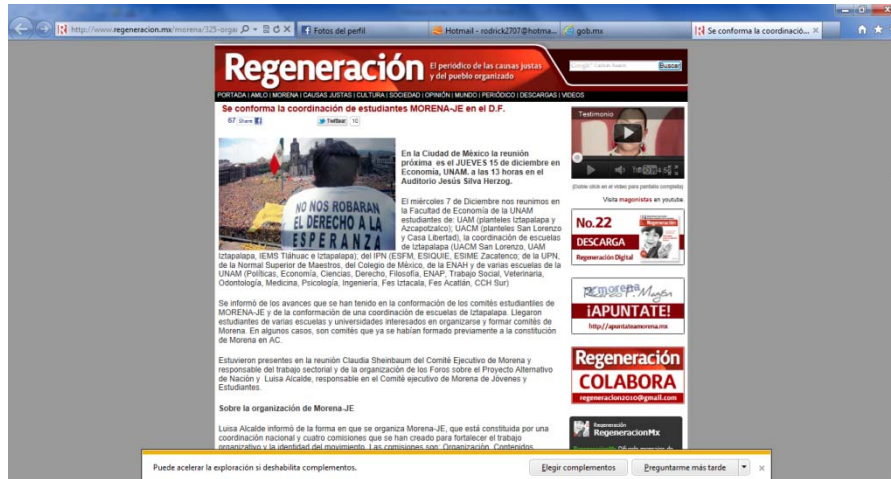 http://www.regeneracion.mx/morena/325-orgar
Fotos del perfil
Hotmail - rodrick2707@hotma...
gob.mx
Se conforma la coordinació...
Regeneración
El periódico de las causas justas
y del pueblo organizado
Buscar
PORTADA | AMLO | MORENA | CAUSAS JUSTAS | CULTURA | SOCIEDAD | OPINIÓN | MUNDO | PERIÓDICO | DESCARGAS | VIDEOS
Se conforma la coordinación de estudiantes MORENA-JE en el D.F.
67 Share
Twittear 10
NO NOS ROBARAN
EL DERECHO A LA
ESPERANZA
En la Ciudad de México la reunión
próxima es el JUEVES 15 de diciembre en
Economía, UNAM. a las 13 horas en el
Auditorio Jesús Silva Herzog.
El miércoles 7 de Diciembre nos reunimos en
la Facultad de Economía de la UNAM
estudiantes de: UAM (planteles Iztapalapa y
Azcapotzalco); UACM (planteles San Lorenzo
y Casa Libertad), la coordinación de escuelas
de Iztapalapa (UACM San Lorenzo, UAM
Iztapalapa, IEMS Tláhuac e Iztapalapa); del IPN (ESFM, ESIQUIE, ESIME Zacatenco; de la UPN,
de la Normal Superior de Maestros, del Colegio de México, de la ENAH y de varias escuelas de la
UNAM (Políticas, Economía, Ciencias, Derecho, Filosofía, ENAP, Trabajo Social, Veterinaria,
Odontología, Medicina, Psicología, Ingeniería, Fes Iztacala, Fes Acatlán, CCH Sur)
Se informó de los avances que se han tenido en la conformación de los comités estudiantiles de
MORENA-JE y de la conformación de una coordinación de escuelas de Iztapalapa. Llegaron
estudiantes de varias escuelas y universidades interesados en organizarse y formar comités de
Morena. En algunos casos, son comités que ya se habían formado previamente a la constitución
de Morena en AC.
Estuvieron presentes en la reunión Claudia Sheinbaum del Comité Ejecutivo de Morena y
responsable del trabajo sectorial y de la organización de los Foros sobre el Proyecto Alternativo
de Nación y Luisa Alcalde, responsable en el Comité ejecutivo de Morena de Jóvenes y
Estudiantes.
Sobre la organización de Morena-JE
Luisa Alcalde informó de la forma en que se organiza Morena-JE, que está constituida por una
coordinación nacional y cuatro comisiones que se han creado para fortalecer el trabajo
organizativo y la identidad del movimiento. Las comisiones son: Organización, Contenidos,
Testimonio
(Doble click en el video para pantalla completa)
Visita magonistas en youtube
No.22
DESCARGA
Regeneración Digital
Regeneración
morena
¡APUNTATE!
http://apuntateamorena.mx
Regeneración
COLABORA
regeneracion2010@gmail.com
Regeneración
RegeneracionMx
Puede acelerar la exploración si deshabilita complementos.
Elegir complementos
Preguntarme más tarde